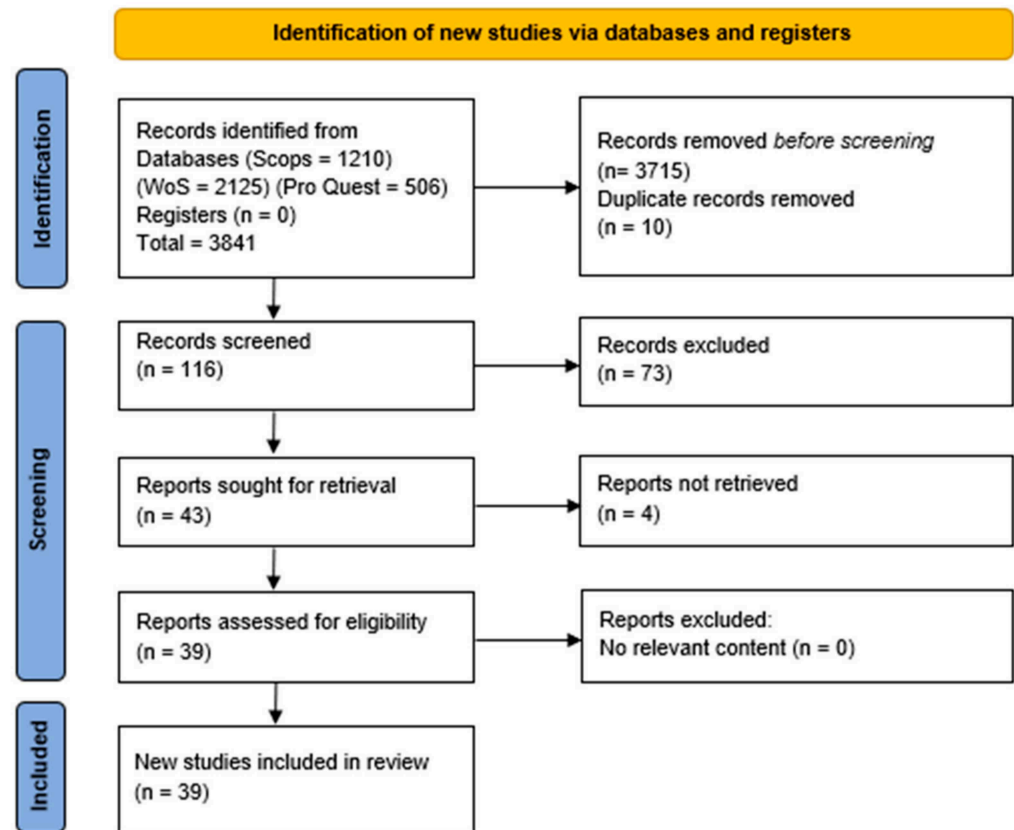 Identification of new studies via databases and registers
Identification
Records identified from
Databases (Scops = 1210)
(WoS = 2125) (Pro Quest = 506)
Registers (n = 0)
Total = 3841
Records removed before screening
(n= 3715)
Duplicate records removed
(n = 10)
Screening
Records screened
(n = 116)
Records excluded
(n = 73)
Reports sought for retrieval
(n = 43)
Reports not retrieved
(n = 4)
Reports assessed for eligibility
(n = 39)
Reports excluded:
No relevant content (n = 0)
Included
New studies included in review
(n = 39)